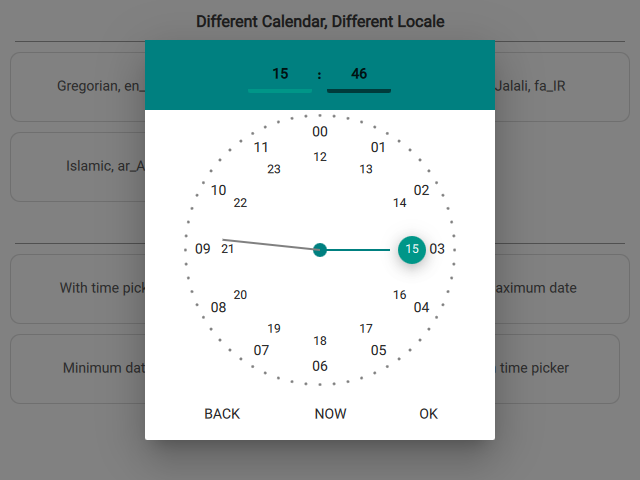 Different Calendar, Different Locale
Gregorian, en_
Jalali, fa_IR
Islamic, ar_A
With time pick
aximum date
Minimum dat
time picker
15 : 46
00
11
01
12
23
13
10
02
22
14
09
21
15
03
20
16
08
04
19
17
18
07
05
06
BACK
NOW
OK